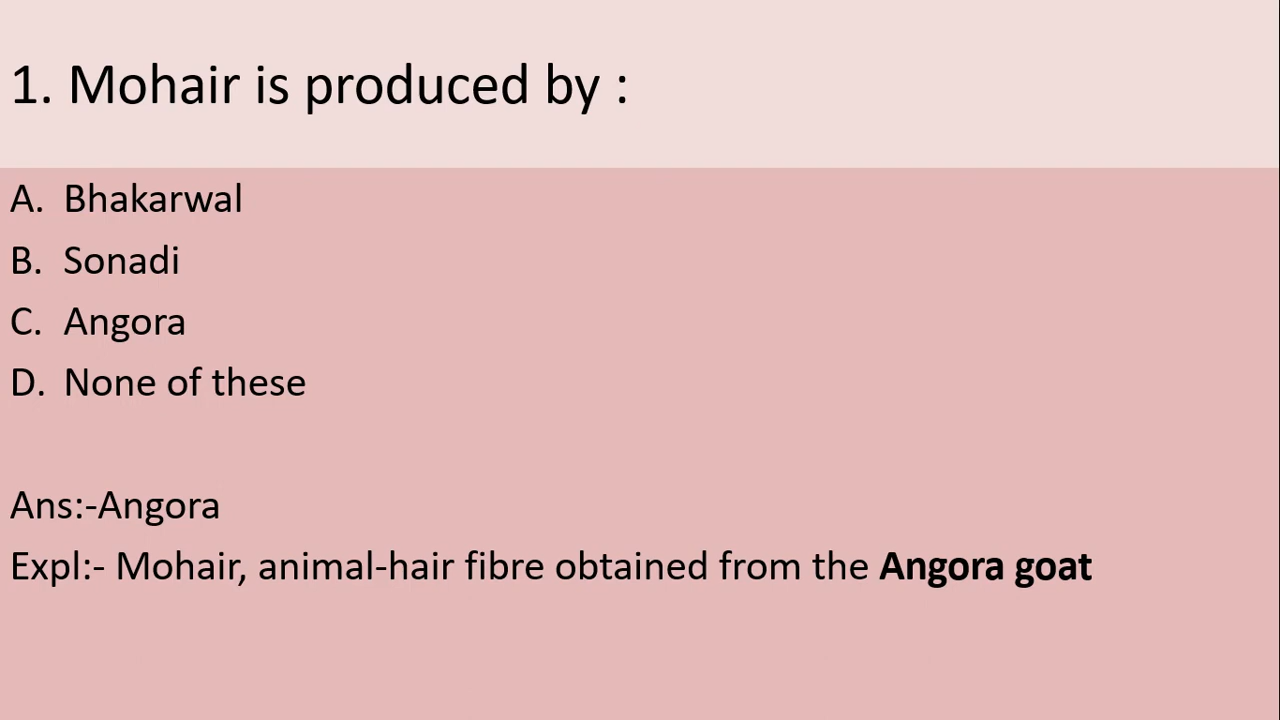 1. Mohair is produced by :
A. Bhakarwal
B. Sonadi
C. Angora
D. None of these
Ans:-Angora
Expl:- Mohair, animal-hair fibre obtained from the Angora goat